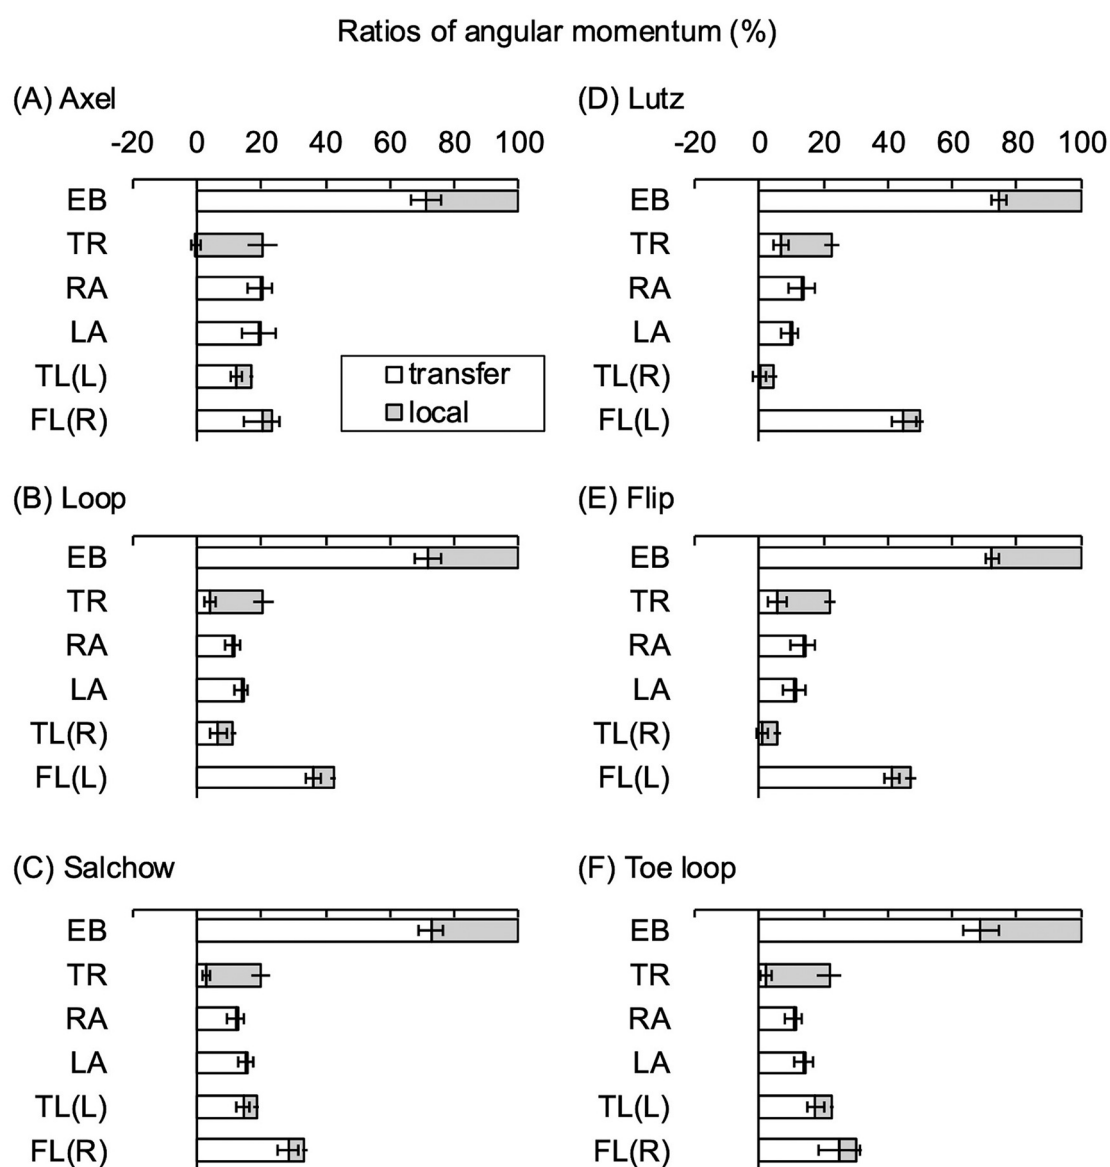 Ratios of angular momentum (%)
(A) Axel
-20 0 20 40 60 80 100
EB
TR
RA
LA
TL(L)
FL(R)
transfer
local
(B) Loop
EB
TR
RA
LA
TL(R)
FL(L)
(C) Salchow
EB
TR
RA
LA
TL(L)
FL(R)
(D) Lutz
-20 0 20 40 60 80 100
EB
TR
RA
LA
TL(R)
FL(L)
(E) Flip
EB
TR
RA
LA
TL(R)
FL(L)
(F) Toe loop
EB
TR
RA
LA
TL(L)
FL(R)